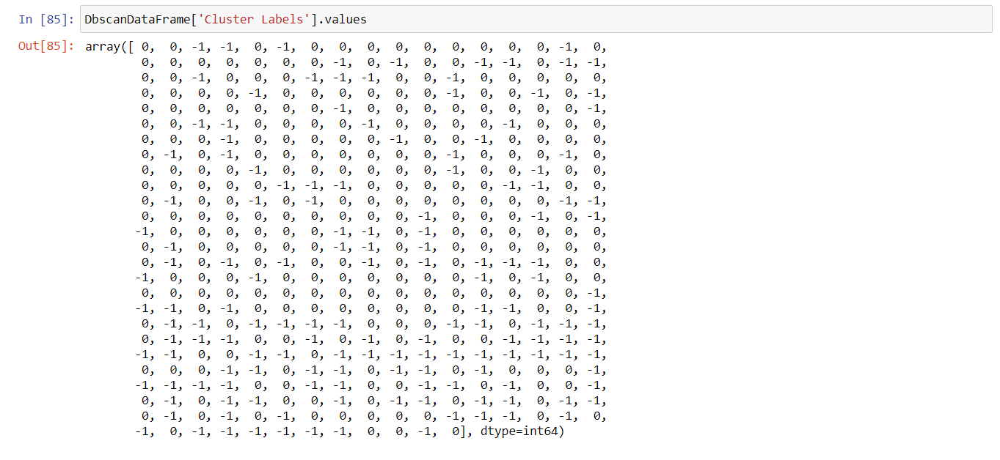 In [85]: DbscanDataFrame['Cluster Labels'].values
Out[85]: array([ 0,  0, -1, -1,  0, -1,  0,  0,  0,  0,  0,  0,  0,  0,  0, -1,  0,
        0,  0,  0,  0,  0,  0,  0, -1,  0, -1,  0,  0, -1, -1,  0, -1, -1,
        0,  0, -1,  0,  0,  0, -1, -1, -1,  0,  0, -1,  0,  0,  0,  0,  0,
        0,  0,  0,  0, -1,  0,  0,  0,  0,  0,  0, -1,  0,  0, -1,  0, -1,
        0,  0,  0,  0,  0,  0,  0, -1,  0,  0,  0,  0,  0,  0,  0,  0, -1,
        0,  0, -1, -1,  0,  0,  0,  0, -1,  0,  0,  0,  0, -1,  0,  0,  0,
        0,  0,  0, -1,  0,  0,  0,  0,  0, -1,  0,  0, -1,  0,  0,  0,  0,
        0, -1,  0, -1,  0,  0,  0,  0,  0,  0,  0, -1,  0,  0,  0, -1,  0,
        0,  0,  0,  0, -1,  0,  0,  0,  0,  0,  0, -1,  0,  0, -1,  0,  0,
        0,  0,  0,  0,  0, -1, -1, -1,  0,  0,  0,  0,  0, -1, -1,  0,  0,
        0, -1,  0,  0, -1,  0, -1,  0,  0,  0,  0,  0,  0,  0,  0, -1, -1,
        0,  0,  0,  0,  0,  0,  0,  0,  0,  0, -1,  0,  0,  0, -1,  0, -1,
       -1,  0,  0,  0,  0,  0,  0, -1, -1,  0, -1,  0,  0,  0,  0,  0,  0,
        0, -1,  0,  0,  0,  0,  0, -1, -1,  0, -1,  0,  0,  0,  0,  0,  0,
        0, -1,  0, -1,  0, -1,  0,  0, -1,  0, -1,  0, -1, -1, -1,  0,  0,
       -1,  0,  0,  0, -1,  0,  0,  0,  0,  0,  0,  0, -1,  0, -1,  0,  0,
        0,  0,  0,  0,  0,  0,  0,  0,  0,  0,  0,  0,  0,  0,  0,  0, -1,
       -1, -1,  0, -1,  0,  0,  0,  0,  0,  0,  0,  0, -1, -1,  0,  0, -1,
        0, -1, -1,  0, -1, -1, -1, -1,  0,  0,  0, -1, -1,  0, -1, -1, -1,
        0, -1, -1, -1,  0,  0, -1,  0, -1,  0, -1,  0,  0, -1, -1, -1, -1,
       -1, -1,  0,  0, -1, -1,  0, -1, -1, -1, -1, -1, -1, -1, -1, -1, -1,
        0,  0,  0, -1, -1,  0, -1, -1,  0, -1, -1,  0, -1,  0,  0,  0, -1,
       -1, -1, -1, -1,  0,  0, -1, -1,  0,  0, -1, -1,  0, -1,  0,  0, -1,
        0, -1,  0, -1, -1,  0,  0, -1,  0, -1, -1,  0, -1, -1,  0, -1, -1,
        0, -1,  0, -1,  0, -1,  0,  0,  0,  0,  0, -1, -1, -1,  0, -1,  0,
       -1,  0, -1, -1, -1, -1, -1, -1,  0,  0, -1,  0], dtype=int64)